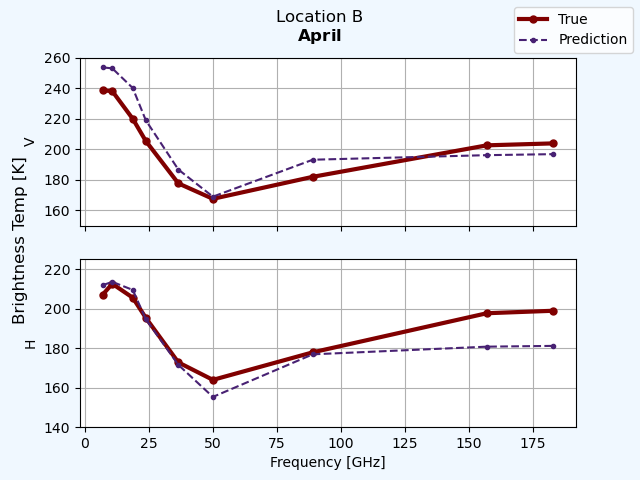 Location B
April
True
Prediction
260
240
220
200
180
160
V
Brightness Temp [K]
220
200
180
160
140
H
0 25 50 75 100 125 150 175
Frequency [GHz]